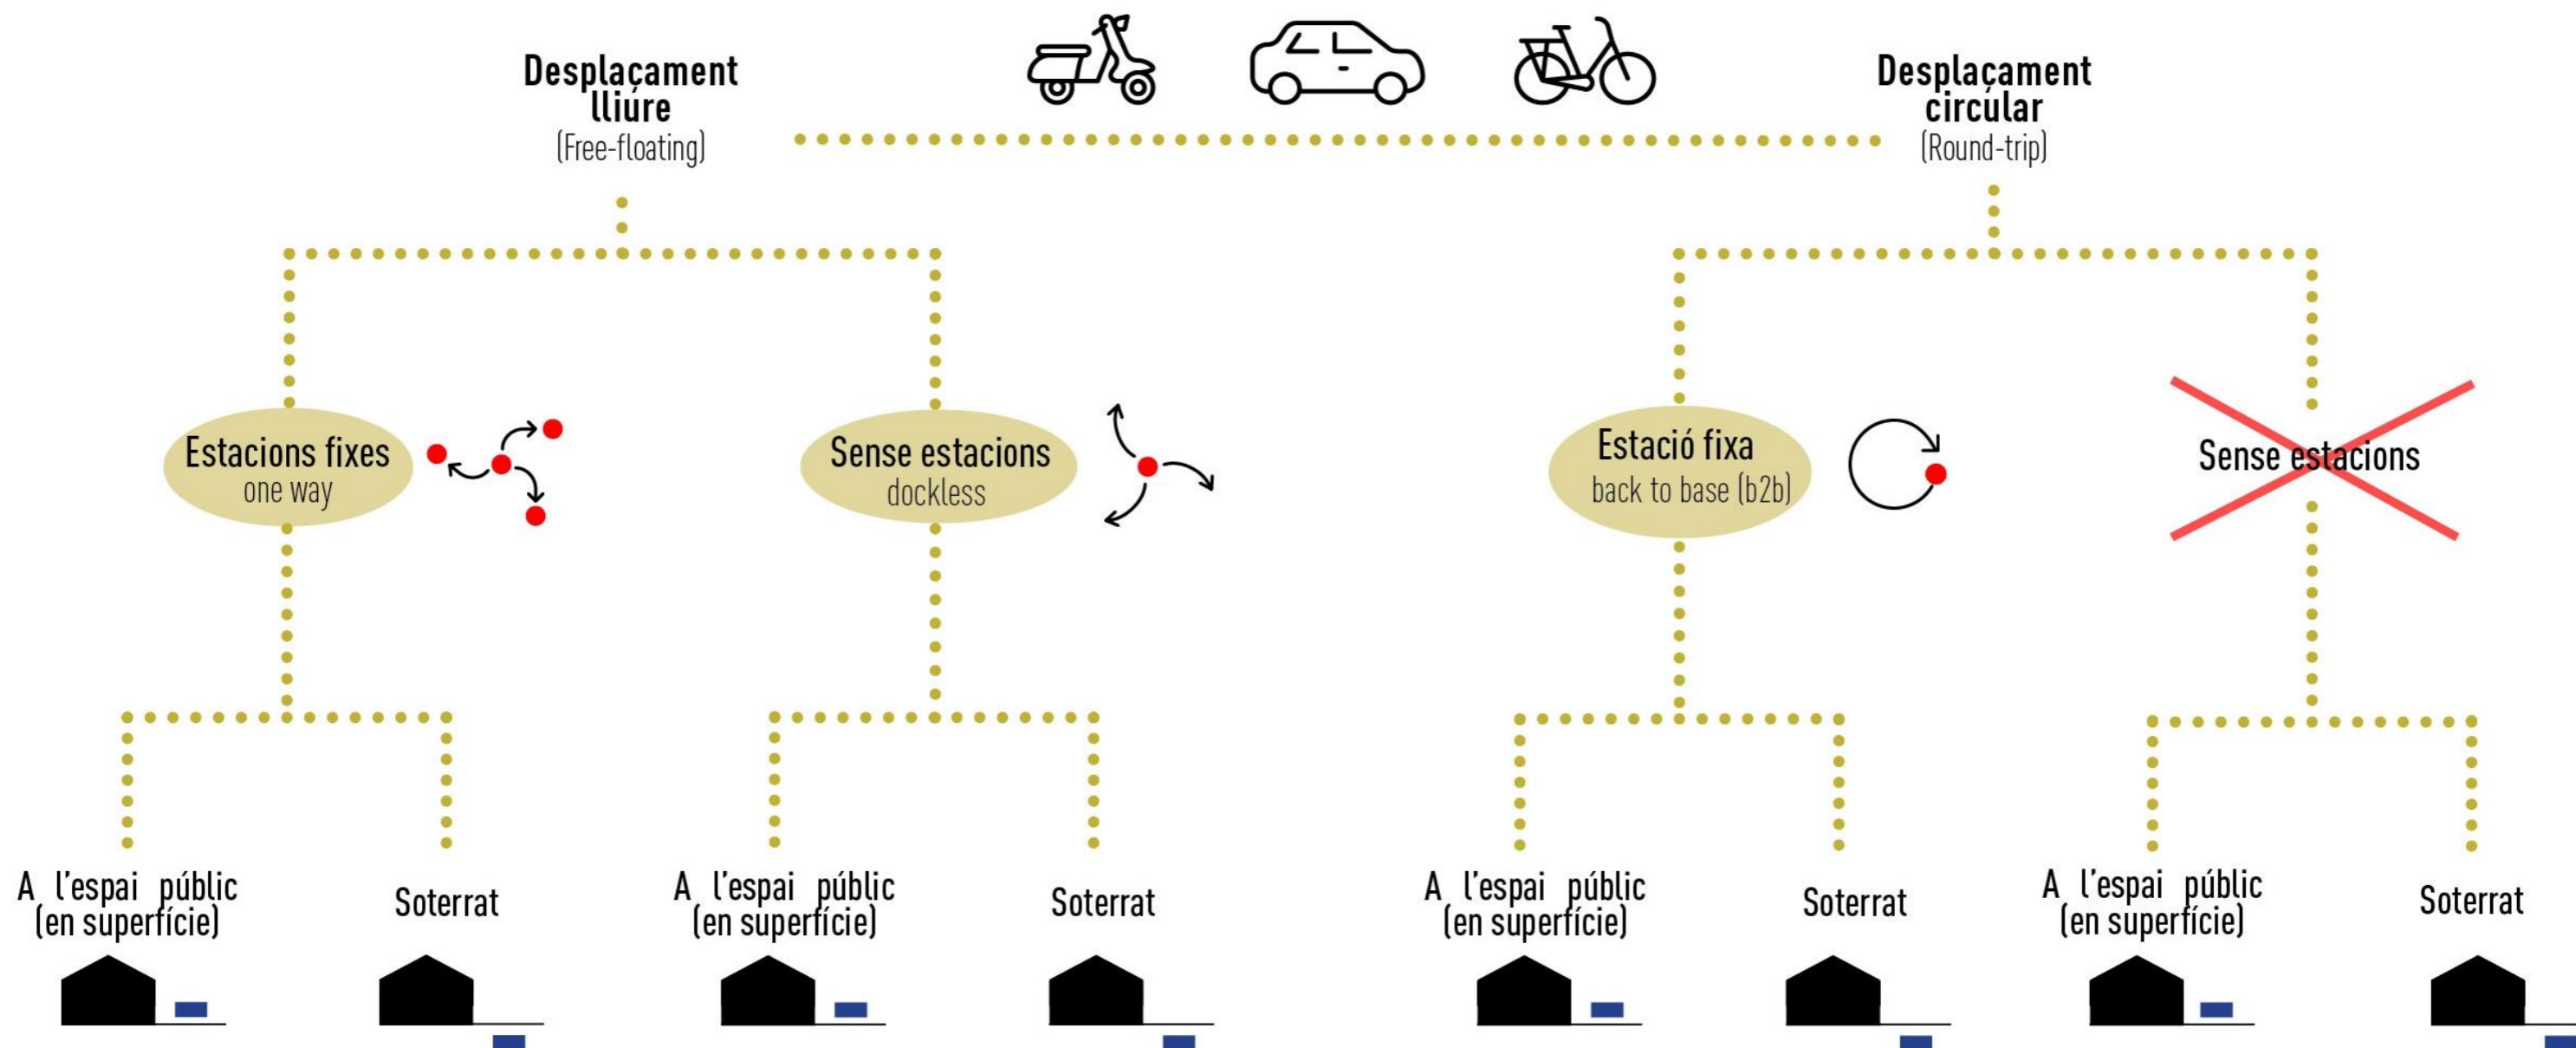 Desplaçament
lliure
(Free-floating)
Desplaçament
circular
(Round-trip)
Estacions fixes
one way
Sense estacions
dockless
Estació fixa
back to base (b2b)
Sense estacions
A l'espai públic
(en superfície)
Soterrat
A l'espai públic
(en superfície)
Soterrat
A l'espai públic
(en superfície)
Soterrat
A l'espai públic
(en superfície)
Soterrat